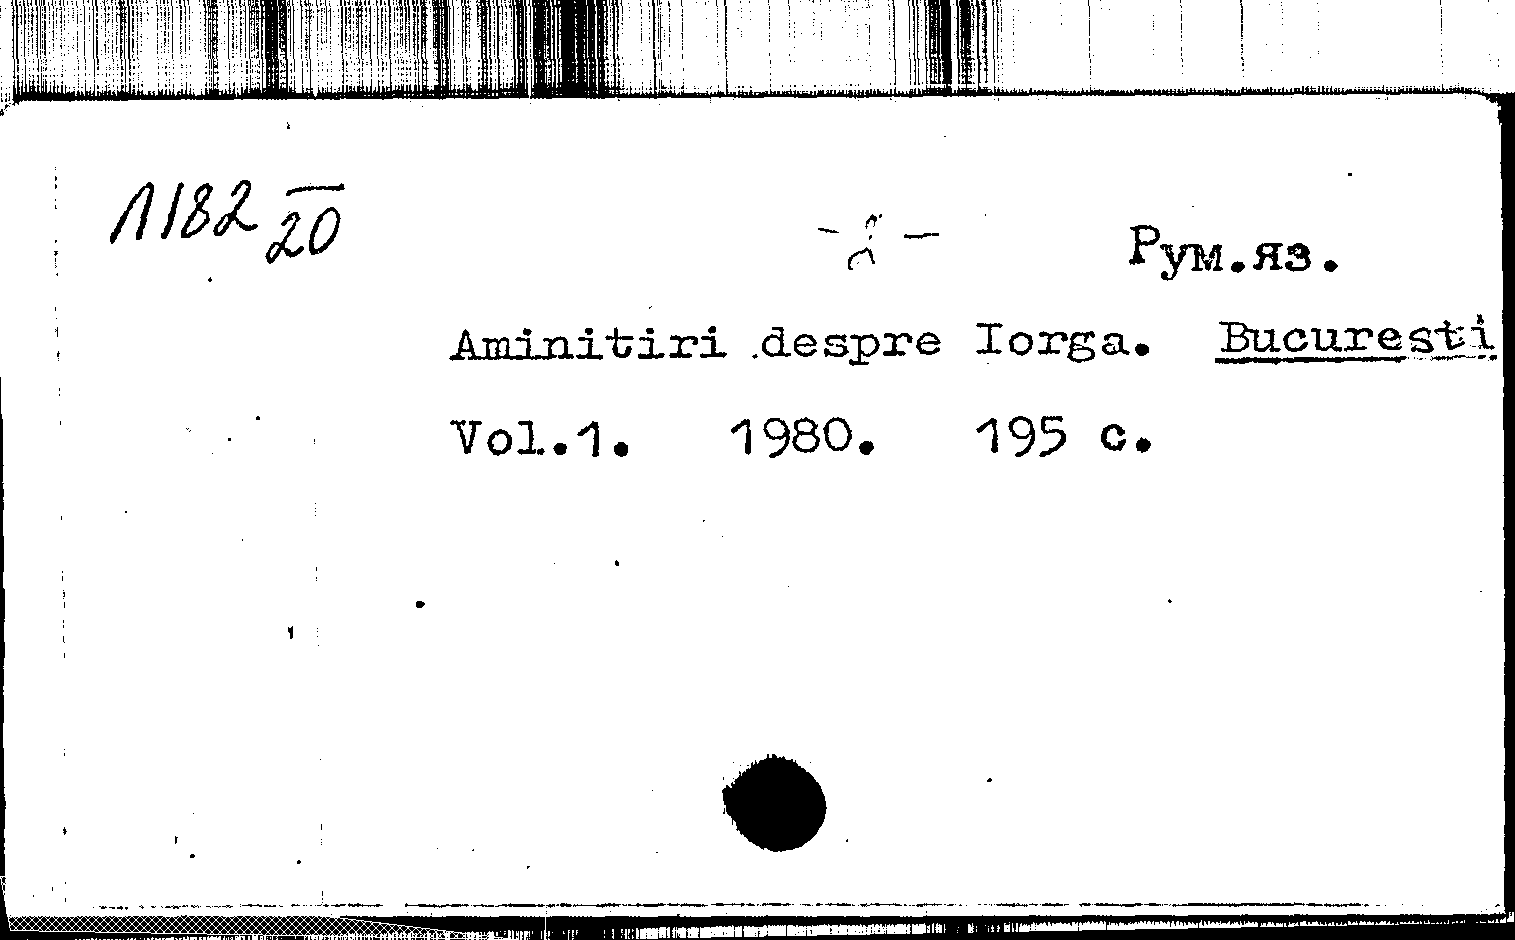 Л182 20
- 2 -
Рум.яз.
Aminitiri despre Iorga. Bucuresti
Vol.1. 1980. 195 c.